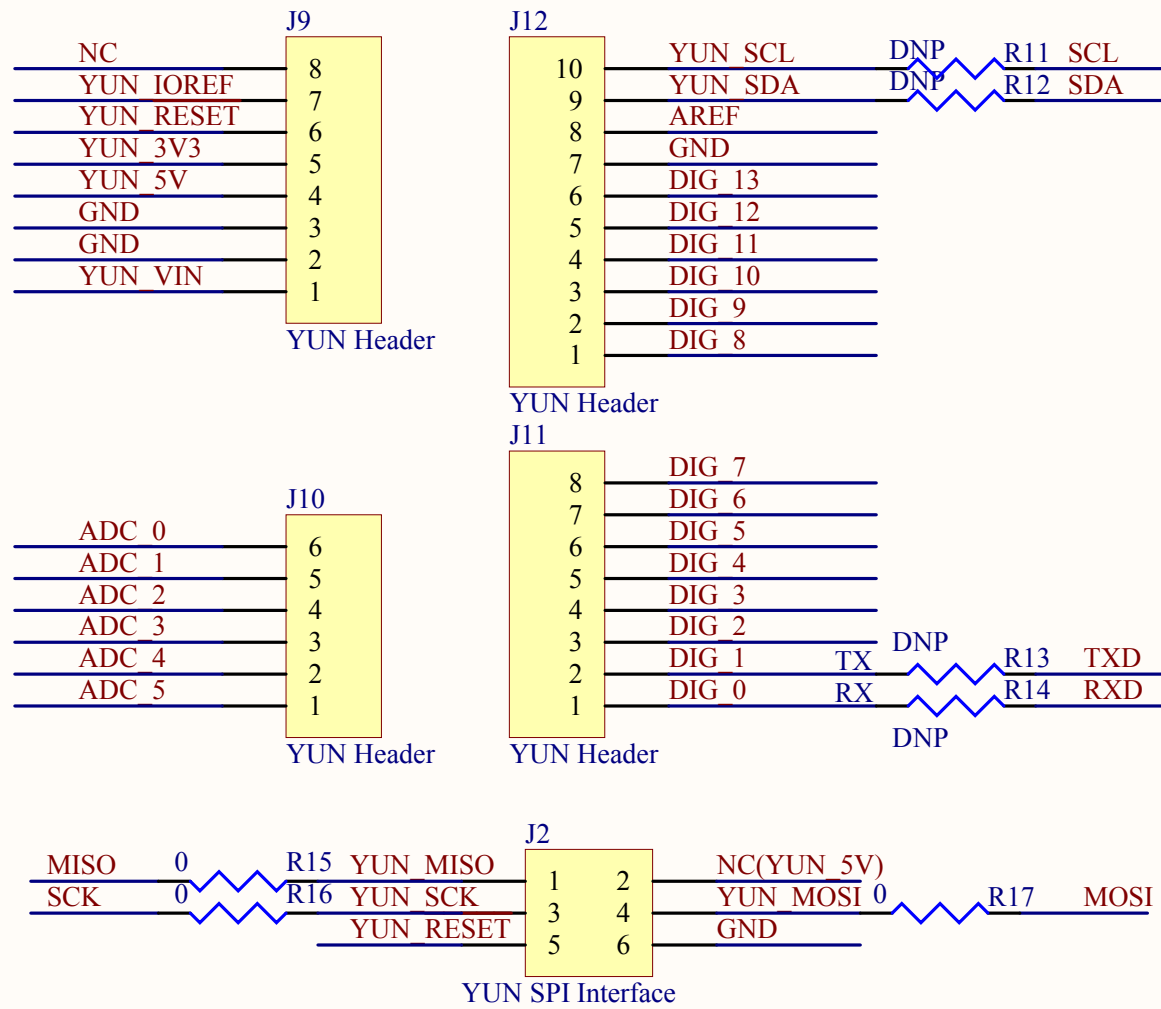 J9
NC 8
YUN_IOREF 7
YUN_RESET 6
YUN_3V3 5
YUN_5V 4
GND 3
GND 2
YUN_VIN 1
YUN Header
J12
10 YUN_SCL DNP R11 SCL
9 YUN_SDA DNP R12 SDA
8 AREF
7 GND
6 DIG_13
5 DIG_12
4 DIG_11
3 DIG_10
2 DIG_9
1 DIG_8
YUN Header
J10
ADC_0 6
ADC_1 5
ADC_2 4
ADC_3 3
ADC_4 2
ADC_5 1
YUN Header
J11
8 DIG_7
7 DIG_6
6 DIG_5
5 DIG_4
4 DIG_3
3 DIG_2
DNP
2 DIG_1 TX R13 TXD
1 DIG_0 RX R14 RXD
DNP
YUN Header
J2
MISO 0 R15 YUN_MISO 1 2 NC(YUN_5V)
SCK 0 R16 YUN_SCK 3 4 YUN_MOSI 0 R17 MOSI
YUN_RESET 5 6 GND
YUN SPI Interface